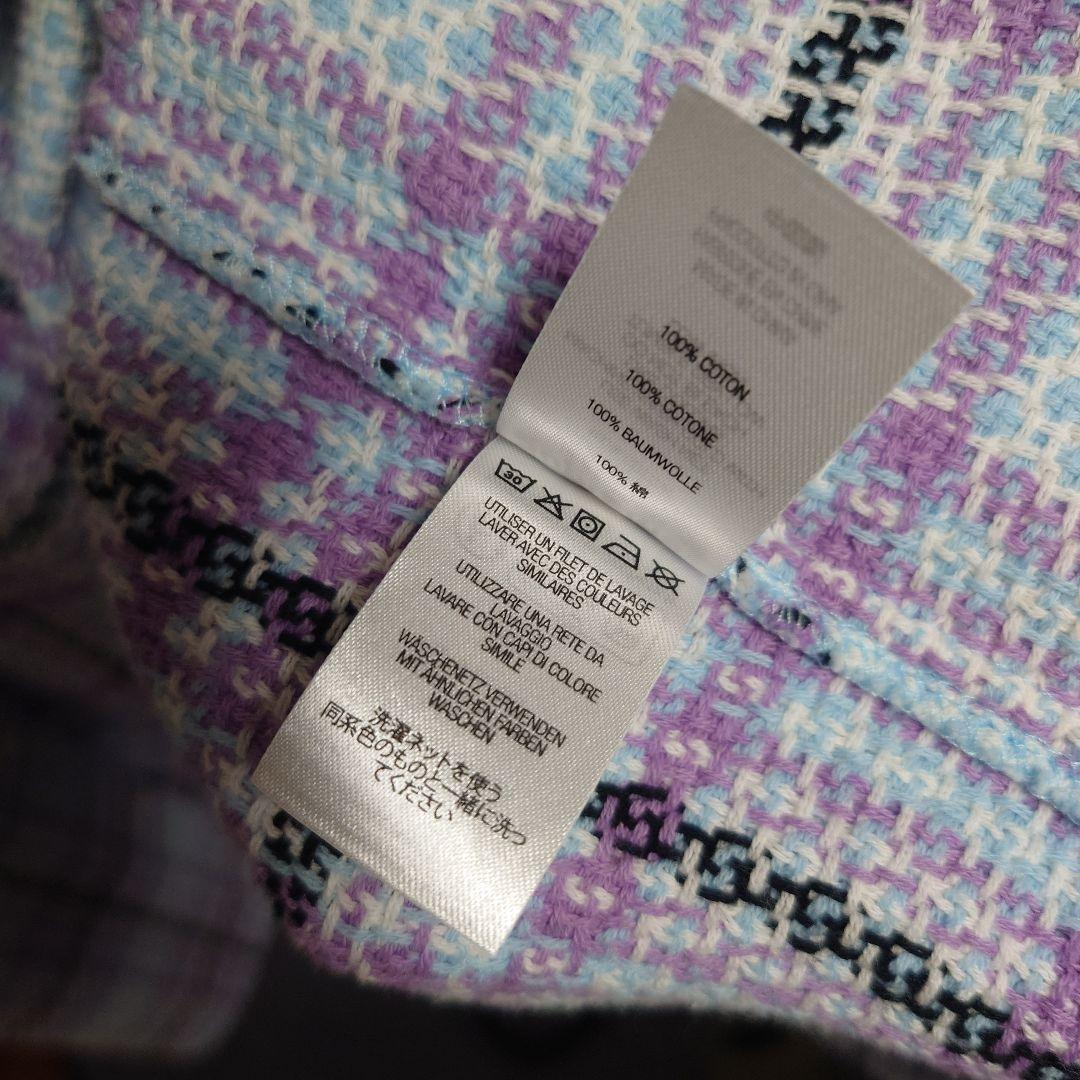 100% COTON
100% COTONE
100% BAUMWOLLE
100% 綿
30
UTILISER UN FILET DE LAVAGE
LAVER AVEC DES COULEURS
SIMILAIRES
UTILIZZARE UNA RETE DA
LAVAGGIO
LAVARE CON CAPI DI COLORE
SIMILE
WÄSCHENETZ VERWENDEN
MIT ÄHNLICHEN FARBEN
WASCHEN
洗濯ネットを使う
同系色のものと一緒に洗っ
てください